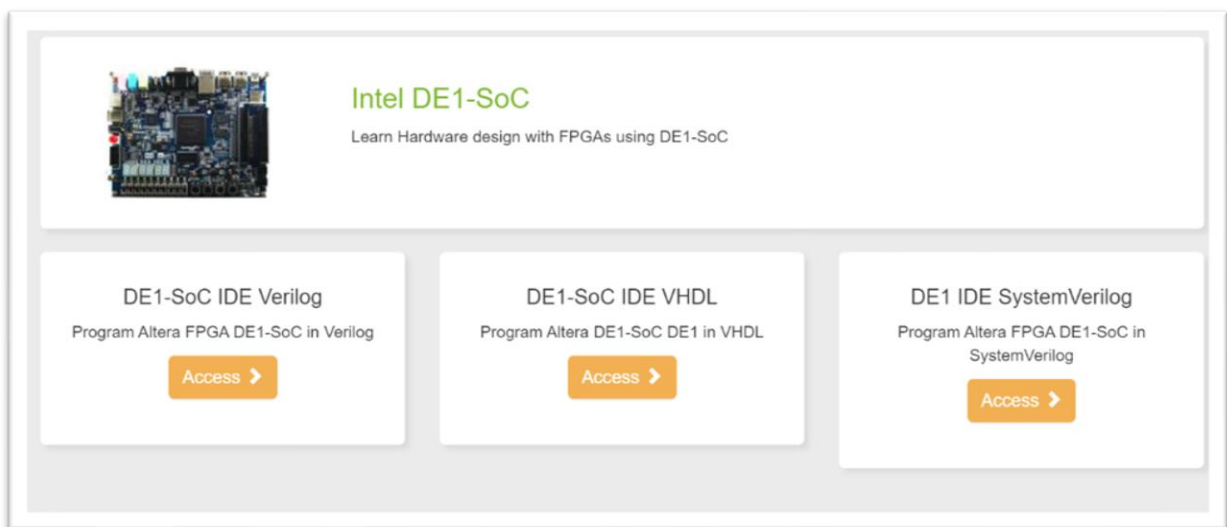 Intel DE1-SoC
Learn Hardware design with FPGAs using DE1-SoC
DE1-SoC IDE Verilog
Program Altera FPGA DE1-SoC in Verilog
Access
DE1-SoC IDE VHDL
Program Altera DE1-SoC DE1 in VHDL
Access
DE1 IDE SystemVerilog
Program Altera FPGA DE1-SoC in
SystemVerilog
Access